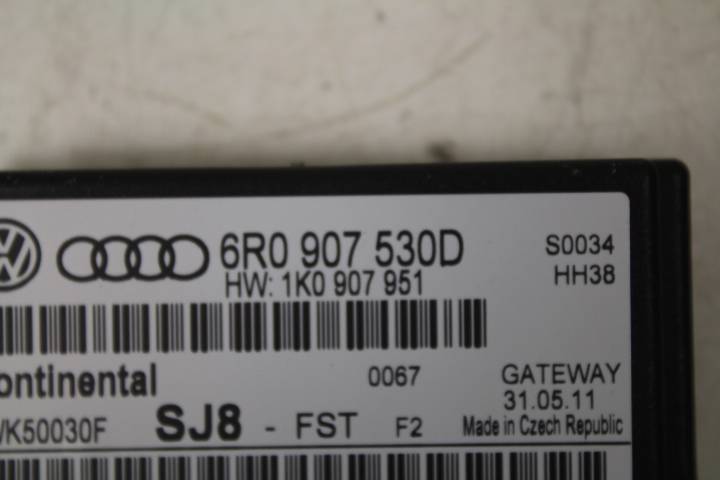 6R0 907 530D S0034
HW: 1K0 907 951 HH38
ontinental 0067 GATEWAY
31.05.11
K50030F SJ8 - FST F2 Made in Czech Republic